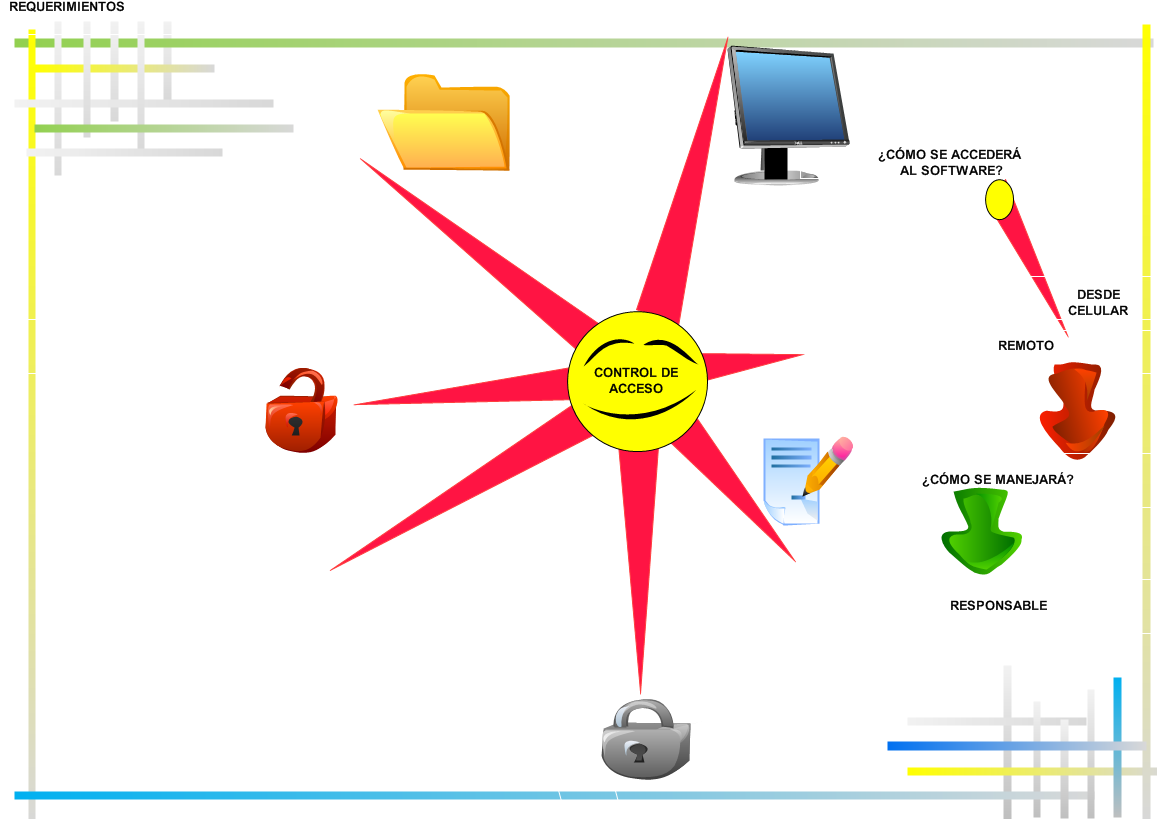 REQUERIMIENTOS
¿CÓMO SE ACCEDERÁ
AL SOFTWARE?
DESDE
CELULAR
REMOTO
CONTROL DE
ACCESO
¿CÓMO SE MANEJARÁ?
RESPONSABLE